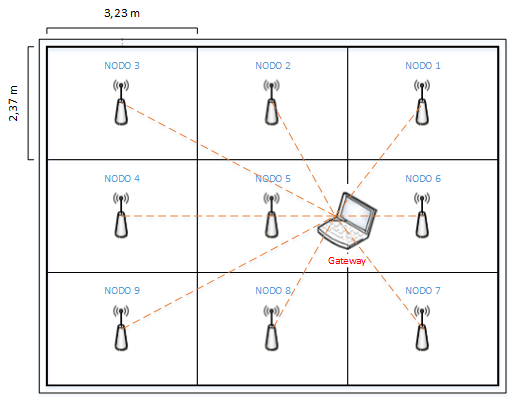 3,23 m
2,37 m
NODO 3
NODO 2
NODO 1
NODO 4
NODO 5
NODO 6
Gateway
NODO 9
NODO 8
NODO 7